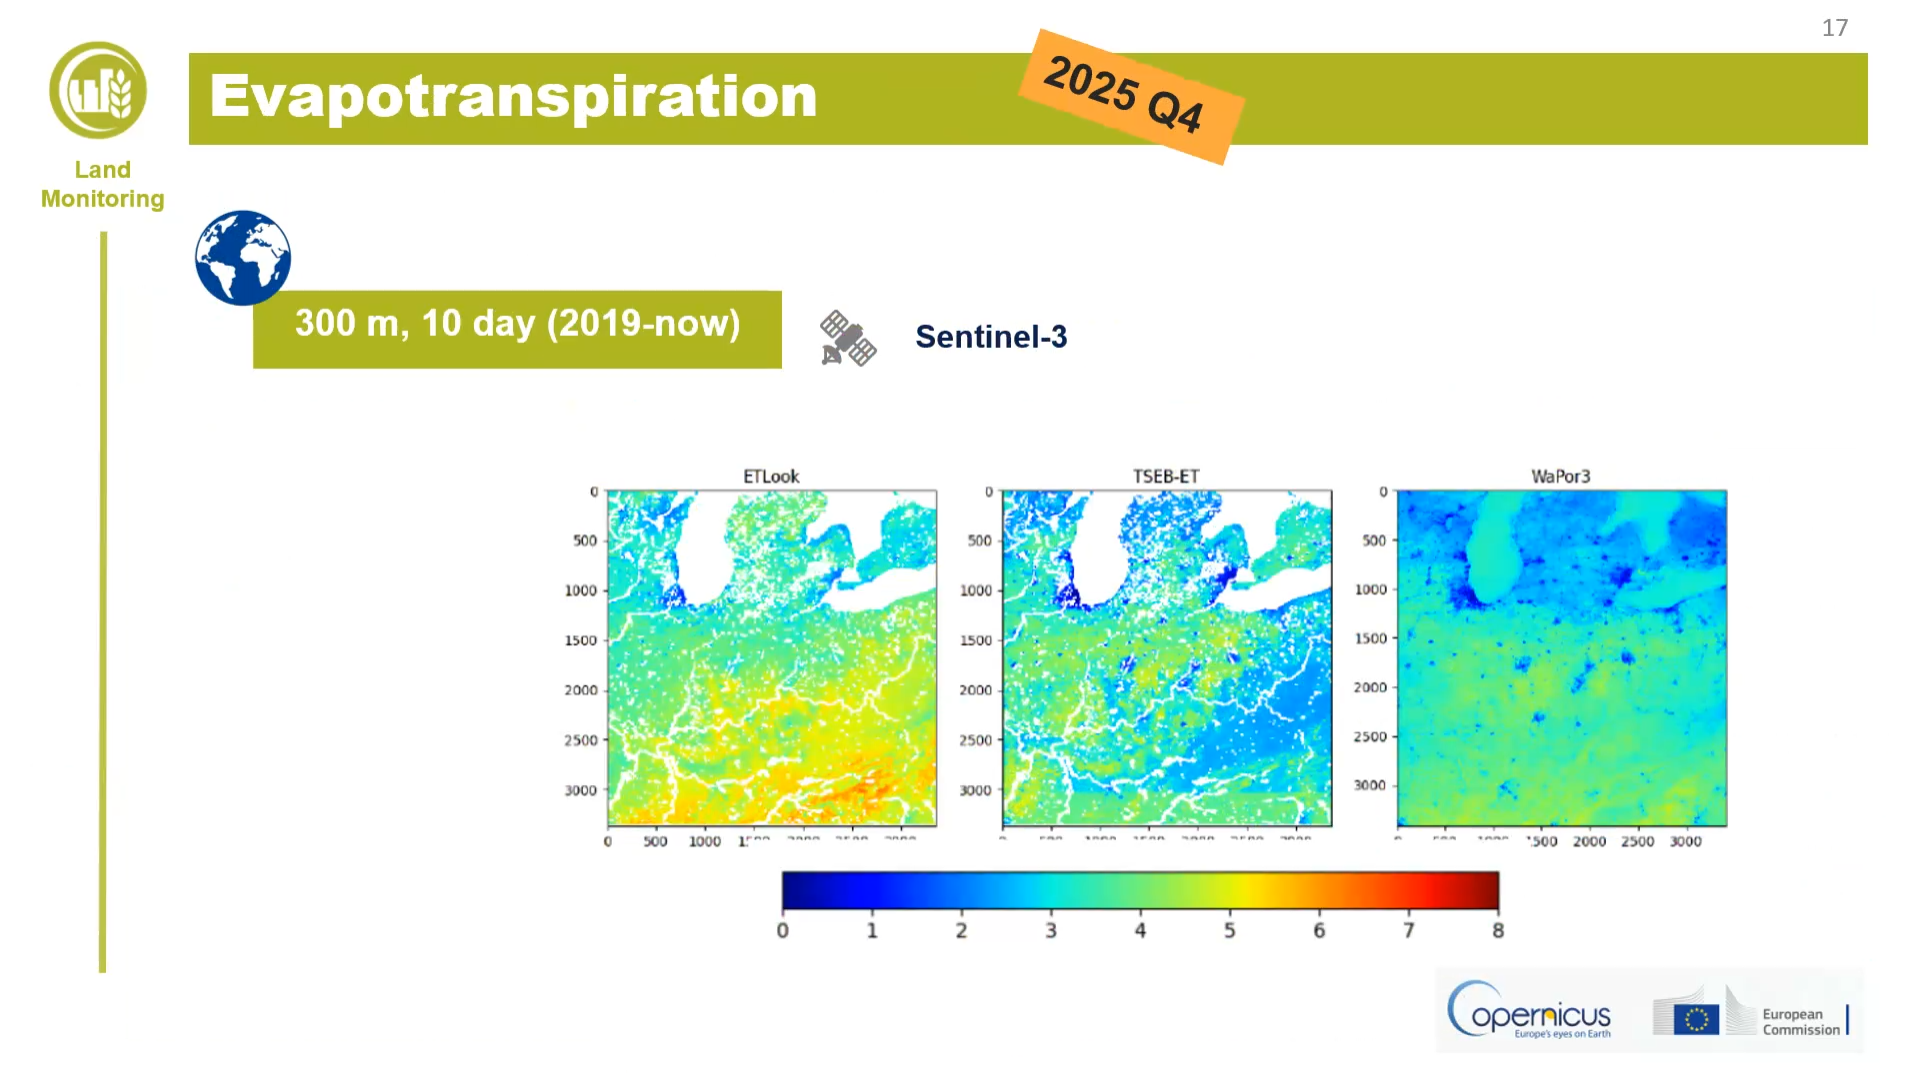 17
Evapotranspiration
2025 Q4
Land
Monitoring
300 m, 10 day (2019-now)
Sentinel-3
ETLook
TSEB-ET
WaPor3
0
500
1000
1500
2000
2500
3000
0
500
1000
1500
2000
2500
3000
0
500
1000
1500
2000
2500
3000
0 500 1000
1500 2000 2500 3000
0 1 2 3 4 5 6 7 8
Copernicus
Europe's eyes on Earth
European
Commission